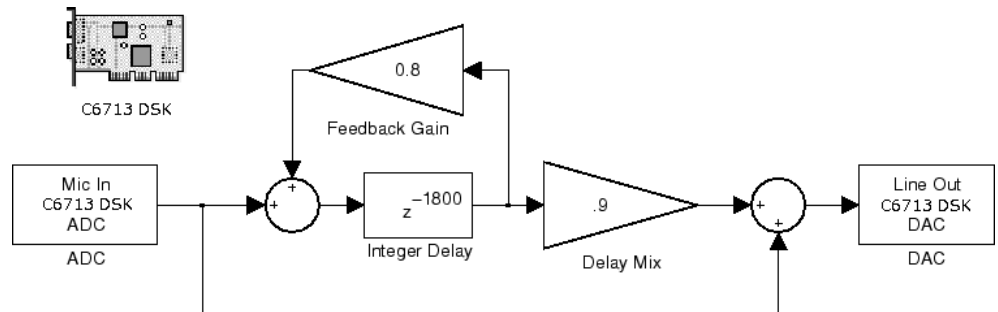 C6713 DSK
0.8
Feedback Gain
+
Mic In
C6713 DSK
ADC
ADC
+
z^-1800
Integer Delay
.9
Delay Mix
+
+
Line Out
C6713 DSK
DAC
DAC